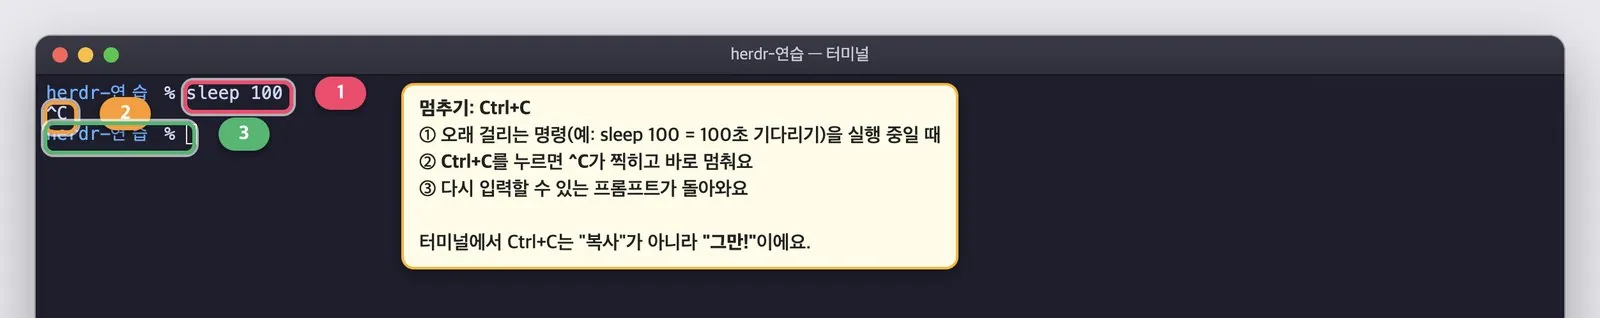 herdr-연습 — 터미널
herdr-연습 % sleep 100 1
^C 2
herdr-연습 % 3
멈추기: Ctrl+C
① 오래 걸리는 명령(예: sleep 100 = 100초 기다리기)을 실행 중일 때
② Ctrl+C를 누르면 ^C가 찍히고 바로 멈춰요
③ 다시 입력할 수 있는 프롬프트가 돌아와요
터미널에서 Ctrl+C는 "복사"가 아니라 "그만!"이에요.